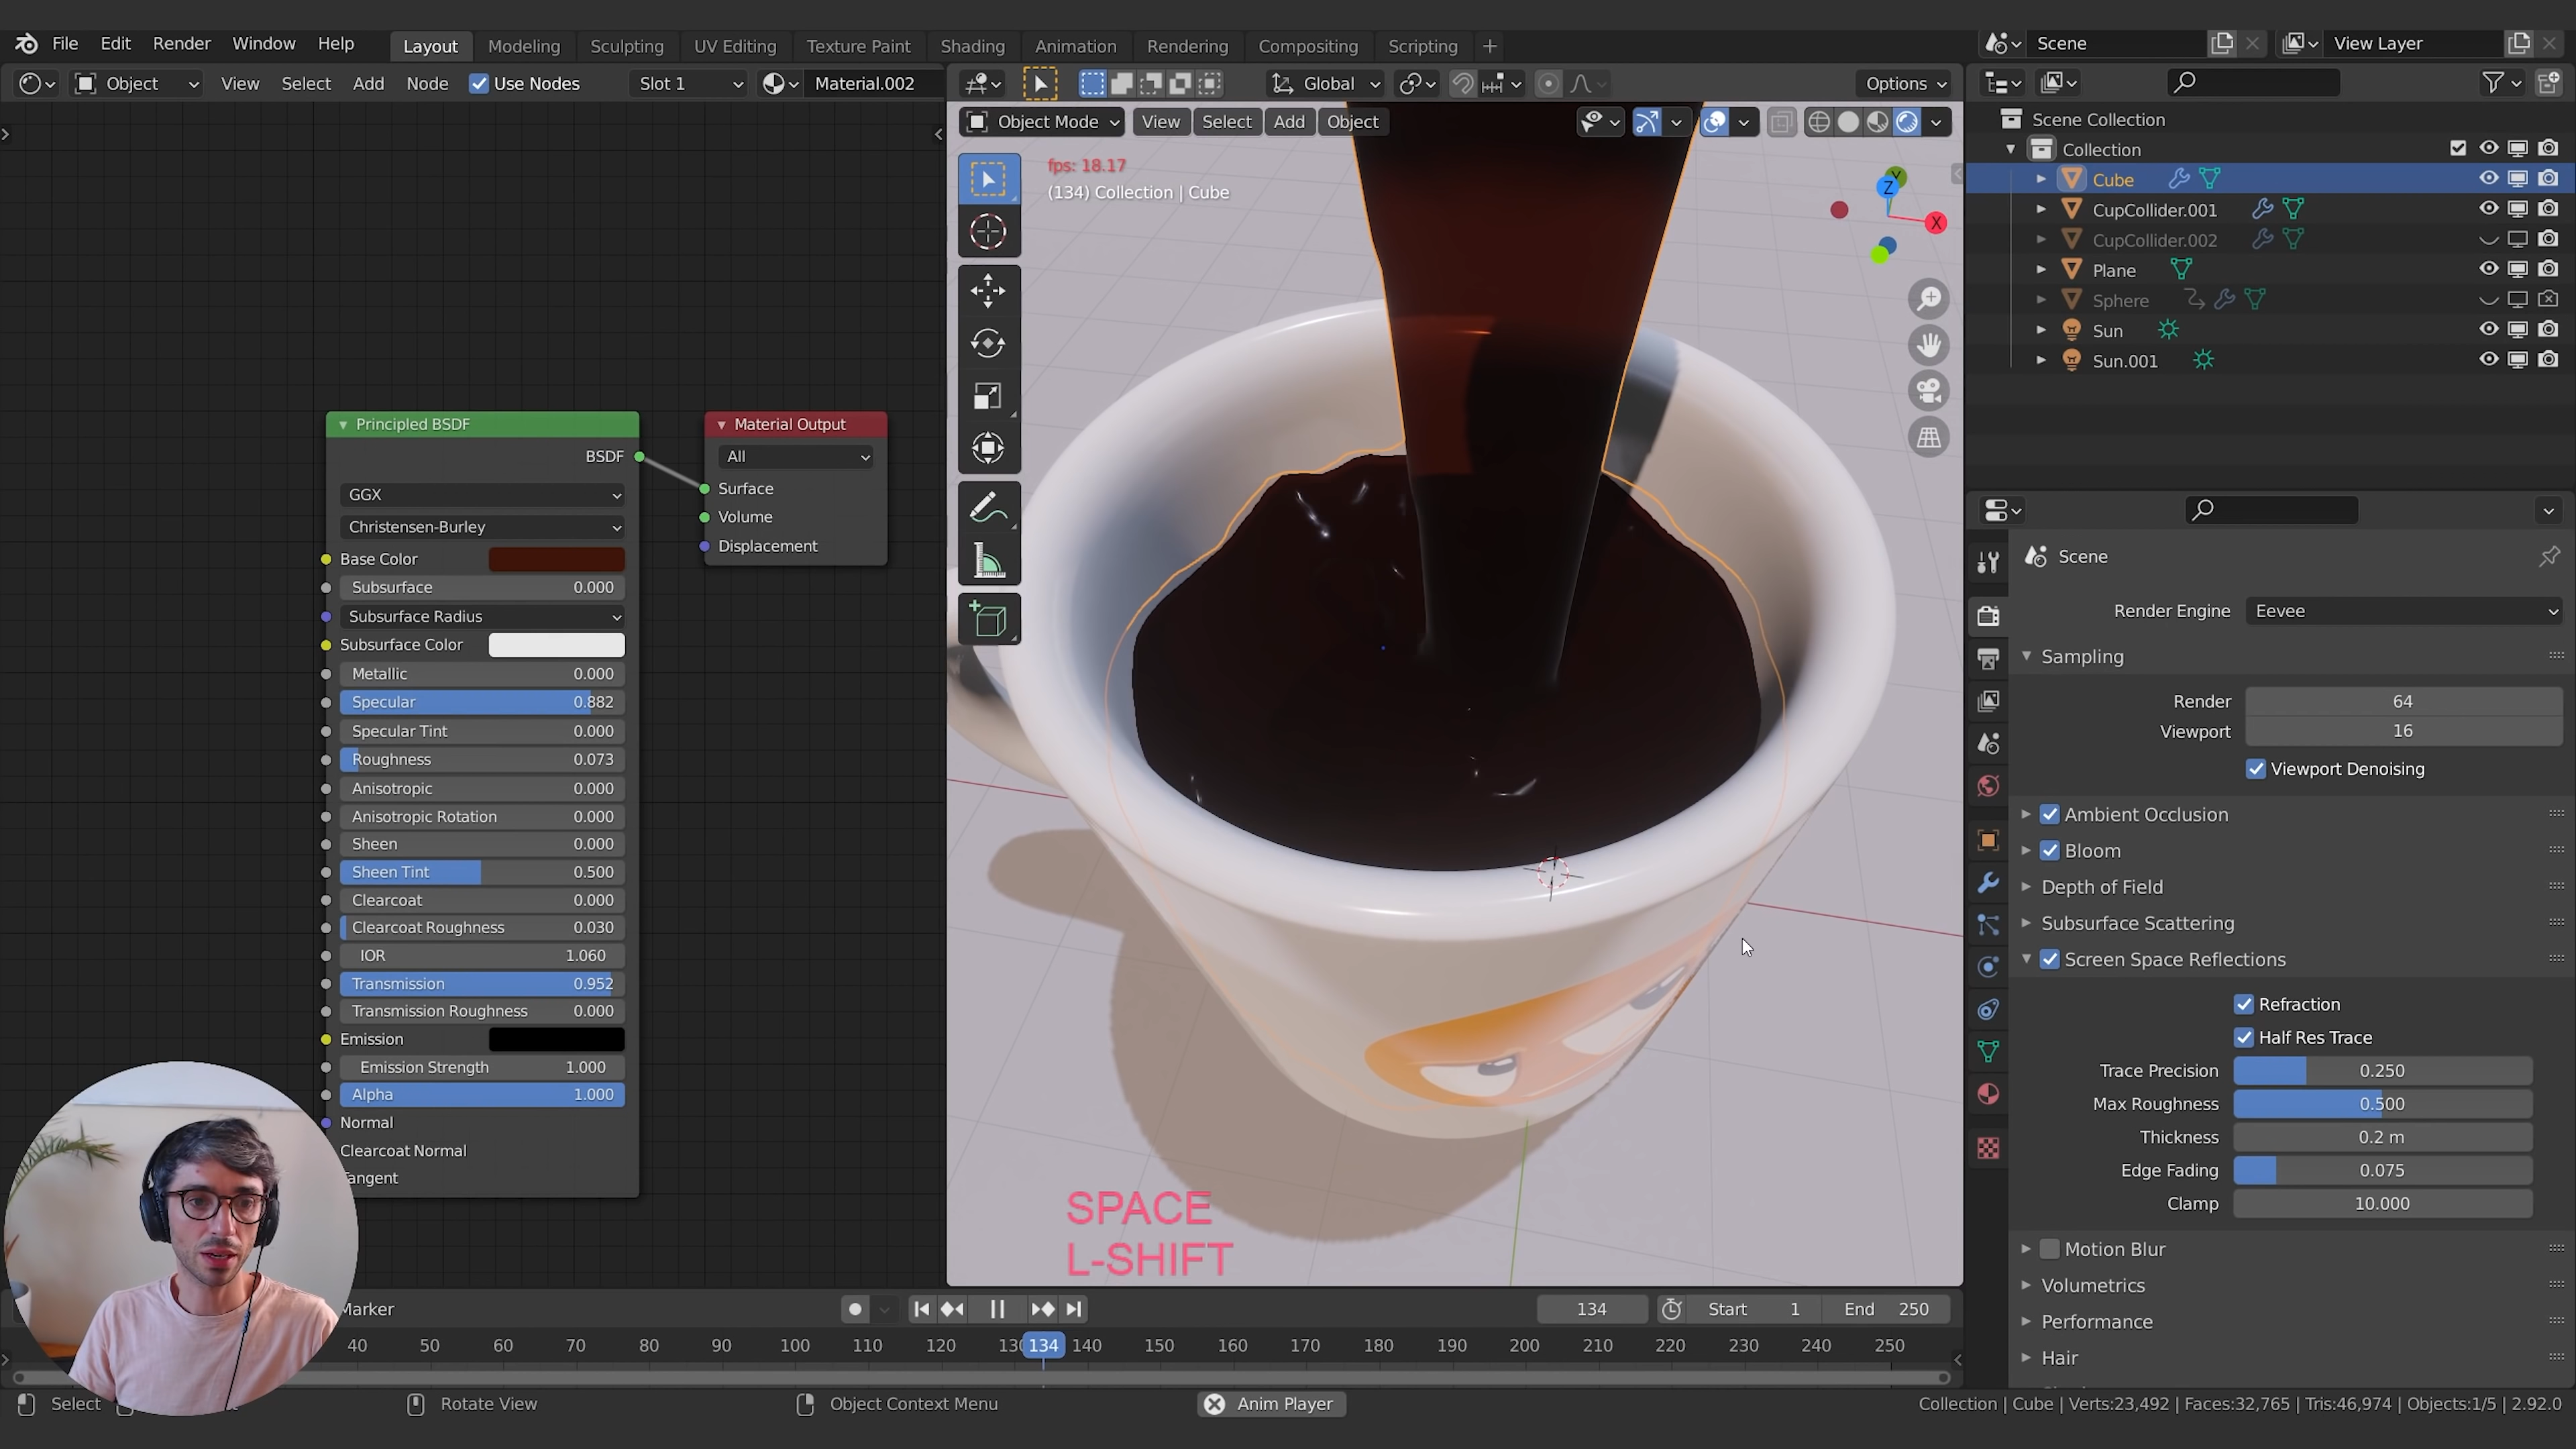 File Edit Render Window Help Layout Modeling Sculpting UV Editing Texture Paint Shading Animation Rendering Compositing Scripting + Scene View Layer
Object View Select Add Node Use Nodes Slot 1 Material.002 Global Options
Object Mode View Select Add Object
fps: 18.17
(134) Collection | Cube
Y
Z
X
Principled BSDF
BSDF
GGX
Christensen-Burley
Base Color
Subsurface 0.000
Subsurface Radius
Subsurface Color
Metallic 0.000
Specular 0.882
Specular Tint 0.000
Roughness 0.073
Anisotropic 0.000
Anisotropic Rotation 0.000
Sheen 0.000
Sheen Tint 0.500
Clearcoat 0.000
Clearcoat Roughness 0.030
IOR 1.060
Transmission 0.952
Transmission Roughness 0.000
Emission
Emission Strength 1.000
Alpha 1.000
Normal
Clearcoat Normal
angent
Material Output
All
Surface
Volume
Displacement
SPACE
L-SHIFT
Scene Collection
Collection
Cube
CupCollider.001
CupCollider.002
Plane
Sphere
Sun
Sun.001
Scene
Render Engine Eevee
Sampling
Render 64
Viewport 16
Viewport Denoising
Ambient Occlusion
Bloom
Depth of Field
Subsurface Scattering
Screen Space Reflections
Refraction
Half Res Trace
Trace Precision 0.250
Max Roughness 0.500
Thickness 0.2 m
Edge Fading 0.075
Clamp 10.000
Motion Blur
Volumetrics
Performance
Hair
Marker 134 Start 1 End 250
40 50 60 70 80 90 100 110 120 130 134 140 150 160 170 180 190 200 210 220 230 240 250
Select Rotate View Object Context Menu Anim Player Collection | Cube | Verts:23,492 | Faces:32,765 | Tris:46,974 | Objects:1/5 | 2.92.0